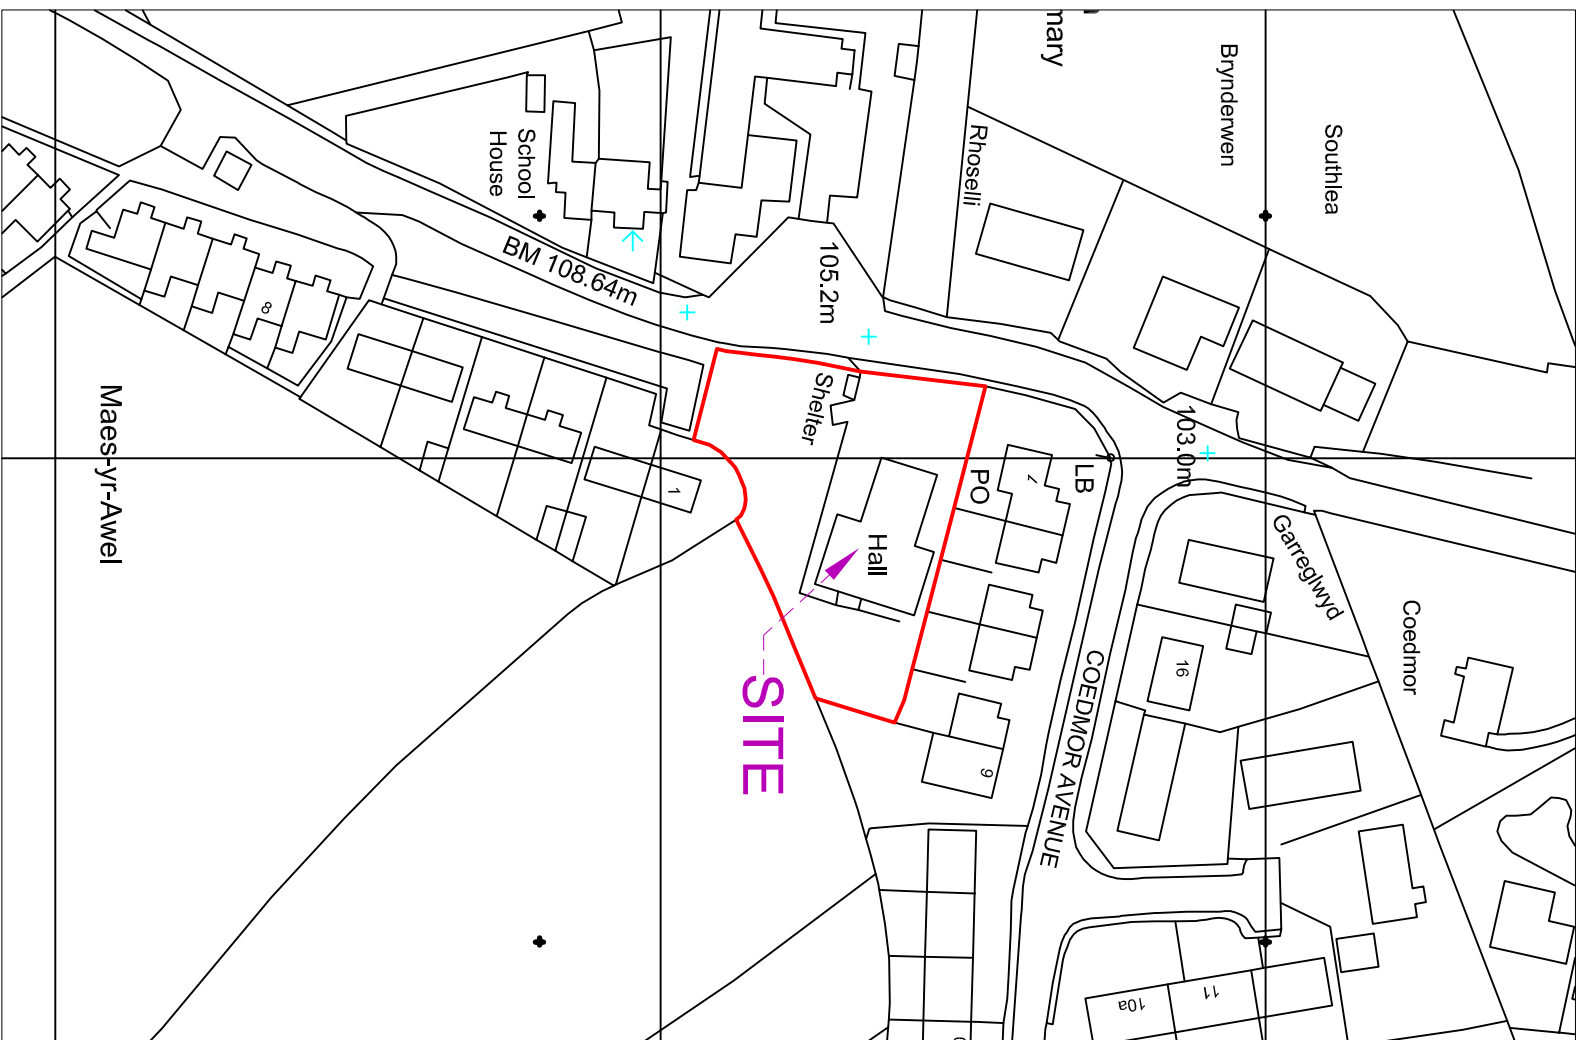 mary
Brynderwen
Southlea
School
House
Rhoselli
BM 108.64m
105.2m
8
Shelter
103.0m
Maes-yr-Awel
1
PO
7
LB
Hall
Garreglwyd
Coedmor
16
COEDMOR AVENUE
SITE
9
10a
11